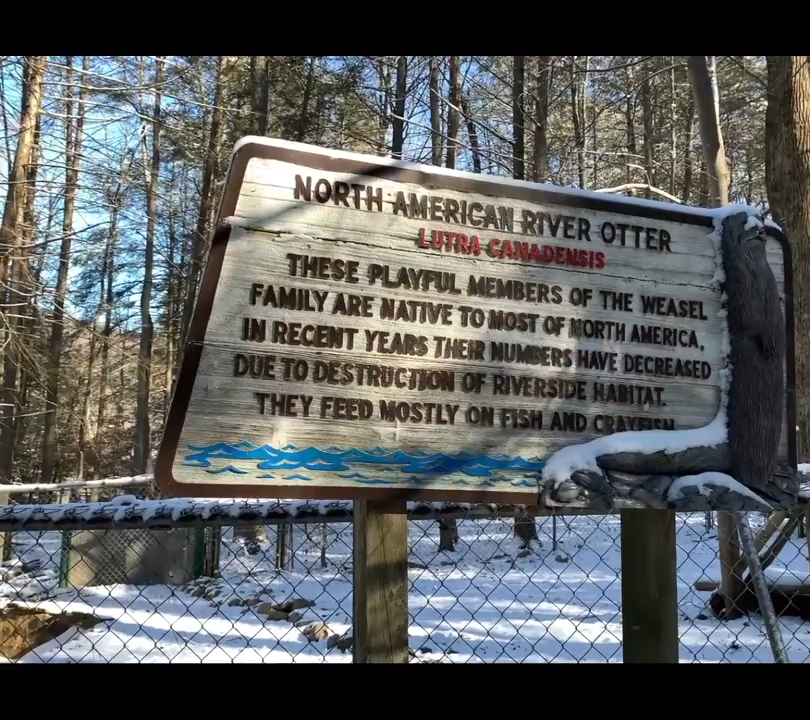 NORTH AMERICAN RIVER OTTER
LUTRA CANADENSIS
THESE PLAYFUL MEMBERS OF THE WEASEL
FAMILY ARE NATIVE TO MOST OF NORTH AMERICA,
IN RECENT YEARS THEIR NUMBERS HAVE DECREASED
DUE TO DESTRUCTION OF RIVERSIDE HABITAT.
THEY FEED MOSTLY ON FISH AND CRAYFISH